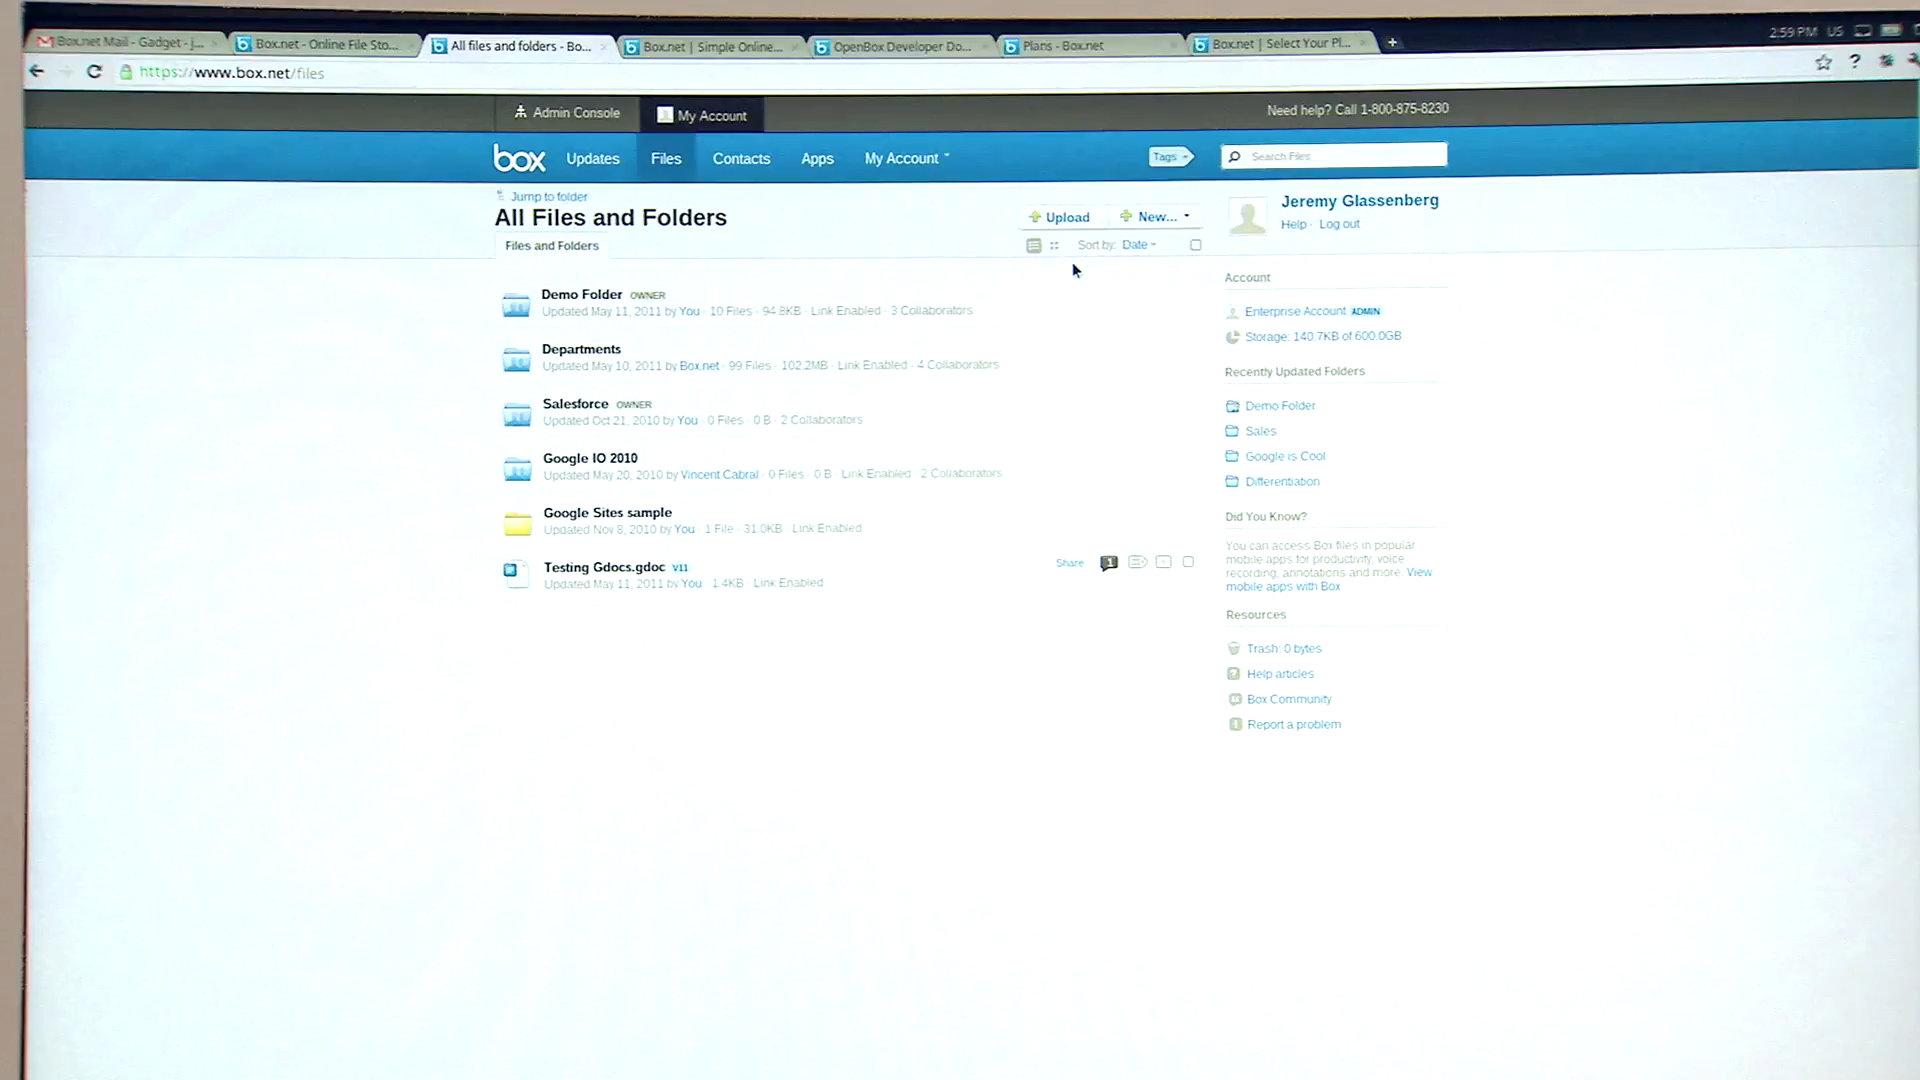 Box.net Mail - Gadget - j...
Box.net - Online File Sto...
All files and folders - Bo...
Box.net | Simple Online...
OpenBox Developer Do...
Plans - Box.net
Box.net | Select Your Pl...
2:59 PM US
https://www.box.net/files
Admin Console
My Account
Need help? Call 1-800-875-8230
box
Updates
Files
Contacts
Apps
My Account
Tags
Search Files
Jump to folder
All Files and Folders
Upload
New...
Jeremy Glassenberg
Help · Log out
Files and Folders
Sort by: Date
Demo Folder OWNER
Updated May 11, 2011 by You · 10 Files · 94.8KB · Link Enabled · 3 Collaborators
Departments
Updated May 10, 2011 by Box.net · 99 Files · 102.2MB · Link Enabled · 4 Collaborators
Salesforce OWNER
Updated Oct 21, 2010 by You · 0 Files · 0 B · 2 Collaborators
Google IO 2010
Updated May 20, 2010 by Vincent Cabral · 0 Files · 0 B · Link Enabled · 2 Collaborators
Google Sites sample
Updated Nov 8, 2010 by You · 1 File · 31.0KB · Link Enabled
Testing Gdocs.gdoc V11
Updated May 11, 2011 by You · 1.4KB · Link Enabled
Share
1
Account
Enterprise Account ADMIN
Storage: 140.7KB of 600.0GB
Recently Updated Folders
Demo Folder
Sales
Google is Cool
Differentiation
Did You Know?
You can access Box files in popular
mobile apps for productivity, voice
recording, annotations and more. View
mobile apps with Box
Resources
Trash: 0 bytes
Help articles
Box Community
Report a problem